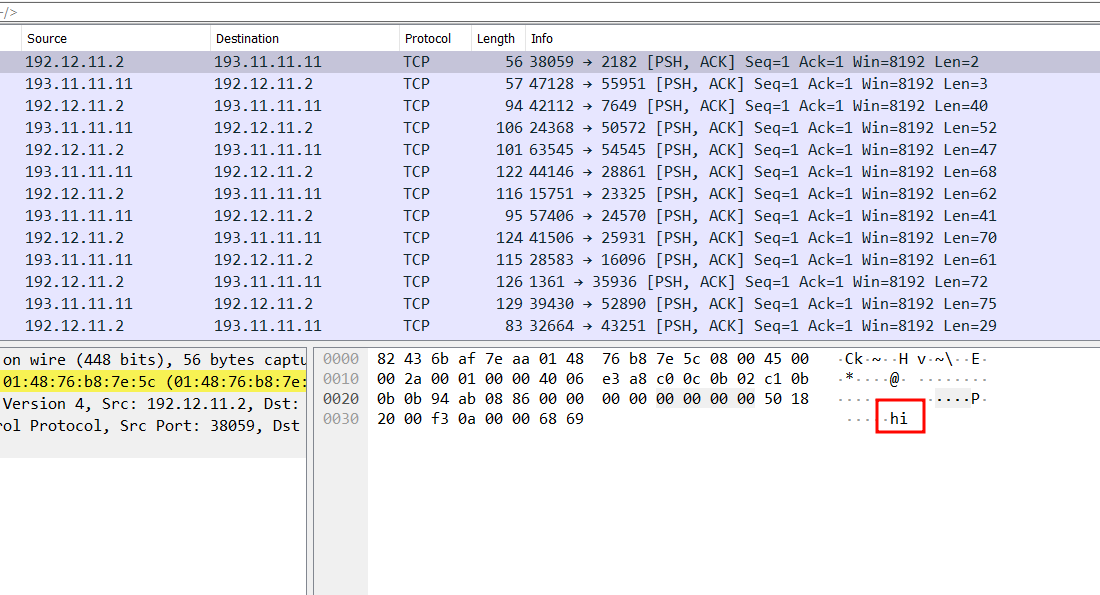 -/>
Source Destination Protocol Length Info
192.12.11.2 193.11.11.11 TCP 56 38059 → 2182 [PSH, ACK] Seq=1 Ack=1 Win=8192 Len=2
193.11.11.11 192.12.11.2 TCP 57 47128 → 55951 [PSH, ACK] Seq=1 Ack=1 Win=8192 Len=3
192.12.11.2 193.11.11.11 TCP 94 42112 → 7649 [PSH, ACK] Seq=1 Ack=1 Win=8192 Len=40
193.11.11.11 192.12.11.2 TCP 106 24368 → 50572 [PSH, ACK] Seq=1 Ack=1 Win=8192 Len=52
192.12.11.2 193.11.11.11 TCP 101 63545 → 54545 [PSH, ACK] Seq=1 Ack=1 Win=8192 Len=47
193.11.11.11 192.12.11.2 TCP 122 44146 → 28861 [PSH, ACK] Seq=1 Ack=1 Win=8192 Len=68
192.12.11.2 193.11.11.11 TCP 116 15751 → 23325 [PSH, ACK] Seq=1 Ack=1 Win=8192 Len=62
193.11.11.11 192.12.11.2 TCP 95 57406 → 24570 [PSH, ACK] Seq=1 Ack=1 Win=8192 Len=41
192.12.11.2 193.11.11.11 TCP 124 41506 → 25931 [PSH, ACK] Seq=1 Ack=1 Win=8192 Len=70
193.11.11.11 192.12.11.2 TCP 115 28583 → 16096 [PSH, ACK] Seq=1 Ack=1 Win=8192 Len=61
192.12.11.2 193.11.11.11 TCP 126 1361 → 35936 [PSH, ACK] Seq=1 Ack=1 Win=8192 Len=72
193.11.11.11 192.12.11.2 TCP 129 39430 → 52890 [PSH, ACK] Seq=1 Ack=1 Win=8192 Len=75
192.12.11.2 193.11.11.11 TCP 83 32664 → 43251 [PSH, ACK] Seq=1 Ack=1 Win=8192 Len=29
on wire (448 bits), 56 bytes captu
01:48:76:b8:7e:5c (01:48:76:b8:7e:
Version 4, Src: 192.12.11.2, Dst:
rol Protocol, Src Port: 38059, Dst
0000 82 43 6b af 7e aa 01 48 76 b8 7e 5c 08 00 45 00 ·Ck·~··H v·~\··E·
0010 00 2a 00 01 00 00 40 06 e3 a8 c0 0c 0b 02 c1 0b ·*····@· ········
0020 0b 0b 94 ab 08 86 00 00 00 00 00 00 00 00 50 18 ········ ······P·
0030 20 00 f3 0a 00 00 68 69 ·····hi